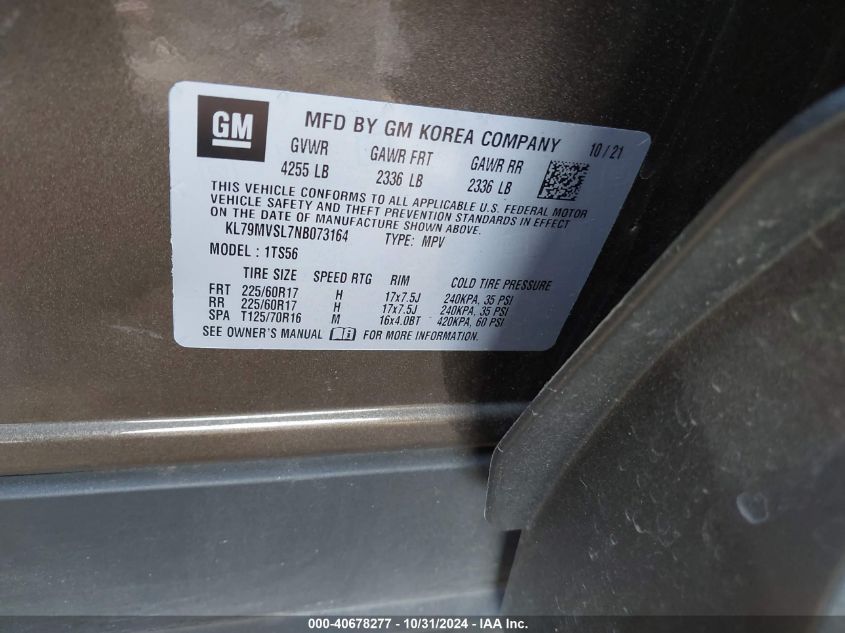 GM
MFD BY GM KOREA COMPANY 10/21
GVWR GAWR FRT GAWR RR
4255 LB 2336 LB 2336 LB
THIS VEHICLE CONFORMS TO ALL APPLICABLE U.S. FEDERAL MOTOR
VEHICLE SAFETY AND THEFT PREVENTION STANDARDS IN EFFECT
ON THE DATE OF MANUFACTURE SHOWN ABOVE.
KL79MVSL7NB073164 TYPE: MPV
MODEL : 1TS56
TIRE SIZE SPEED RTG RIM COLD TIRE PRESSURE
FRT 225/60R17 H 17x7.5J 240KPA, 35 PSI
RR 225/60R17 H 17x7.5J 240KPA, 35 PSI
SPA T125/70R16 M 16x4.0BT 420KPA, 60 PSI
SEE OWNER'S MANUAL FOR MORE INFORMATION.
000-40678277 - 10/31/2024 - IAA Inc.